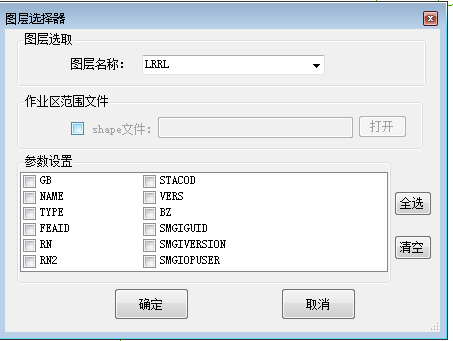 图层选择器
图层选取
图层名称： LRRL
作业区范围文件
shape文件： 打开
参数设置
GB STACOD
NAME VERS
TYPE BZ
FEAID SMGIGUID
RN SMGIVERSION
RN2 SMGIOPUSER
全选
清空
确定 取消